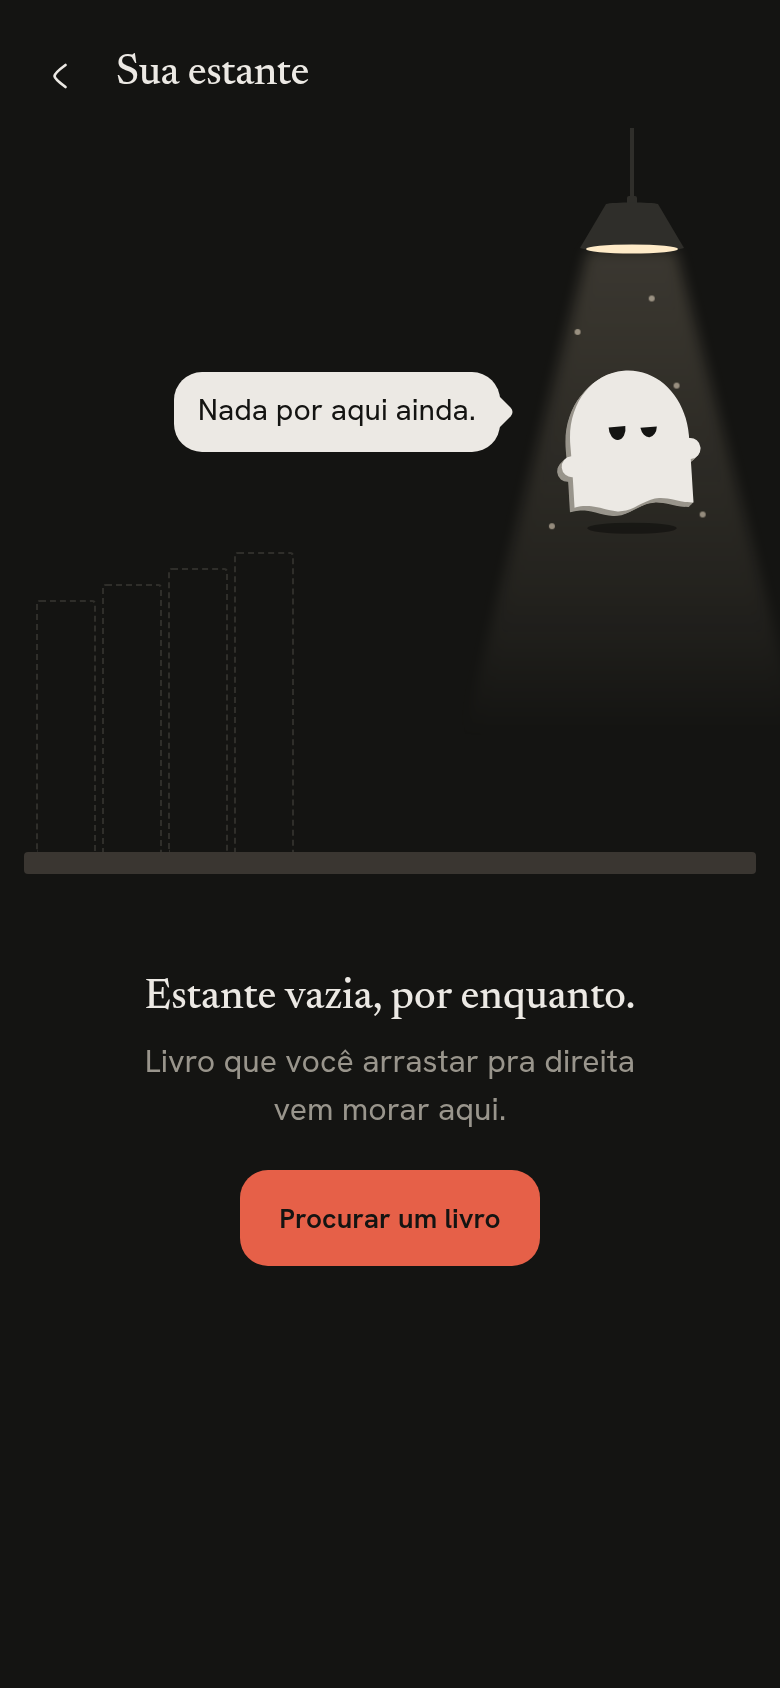 Sua estante
Nada por aqui ainda.
Estante vazia, por enquanto.
Livro que você arrastar pra direita
vem morar aqui.
Procurar um livro